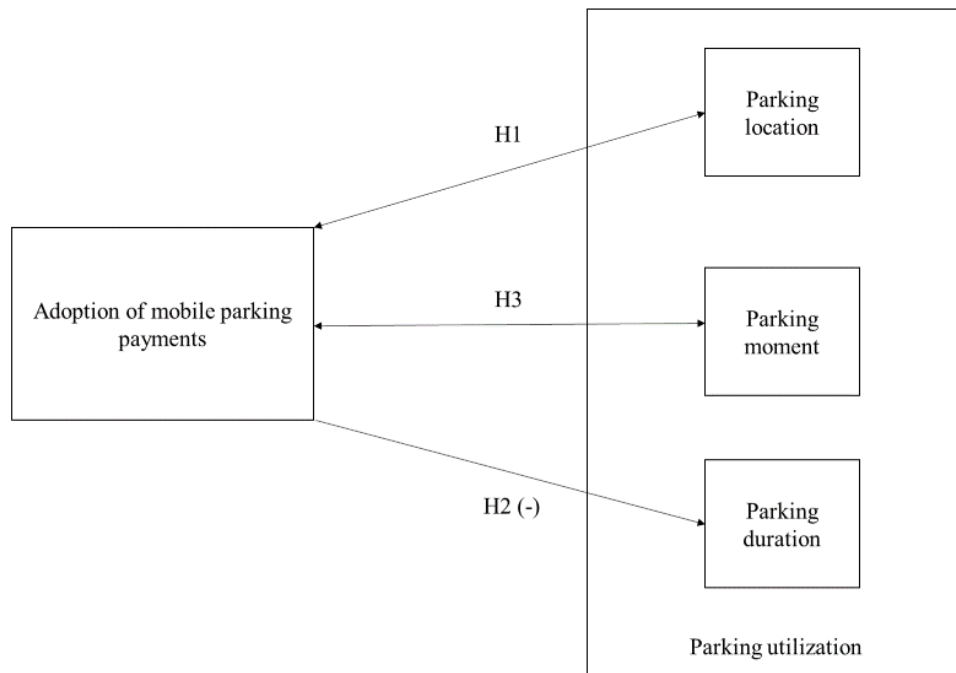 Parking
location
H1
Adoption of mobile parking
payments
H3
Parking
moment
H2 (-)
Parking
duration
Parking utilization